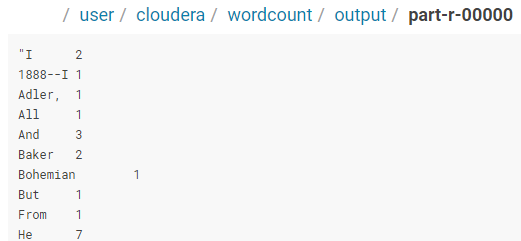 / user / cloudera / wordcount / output / part-r-00000
"I 2
1888--I 1
Adler, 1
All 1
And 3
Baker 2
Bohemian 1
But 1
From 1
He 7